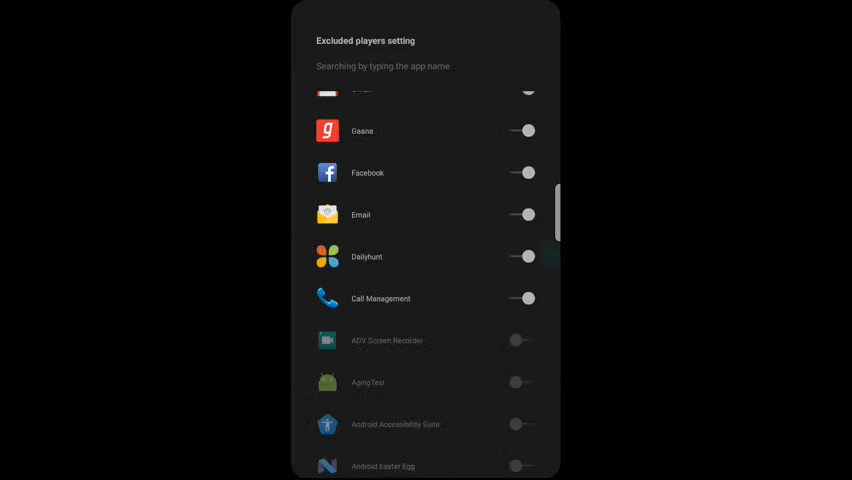 Excluded players setting
Searching by typing the app name
Gaana
Facebook
Email
Dailyhunt
Call Management
ADV Screen Recorder
AgingTest
Android Accessibility Suite
Android Easter Egg